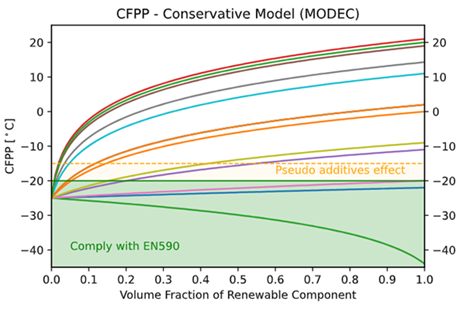 CFPP - Conservative Model (MODEC)
CFPP [°C]
20
10
0
−10
−20
−30
−40
20
10
0
−10
−20
−30
−40
Pseudo additives effect
Comply with EN590
0.0 0.1 0.2 0.3 0.4 0.5 0.6 0.7 0.8 0.9 1.0
Volume Fraction of Renewable Component